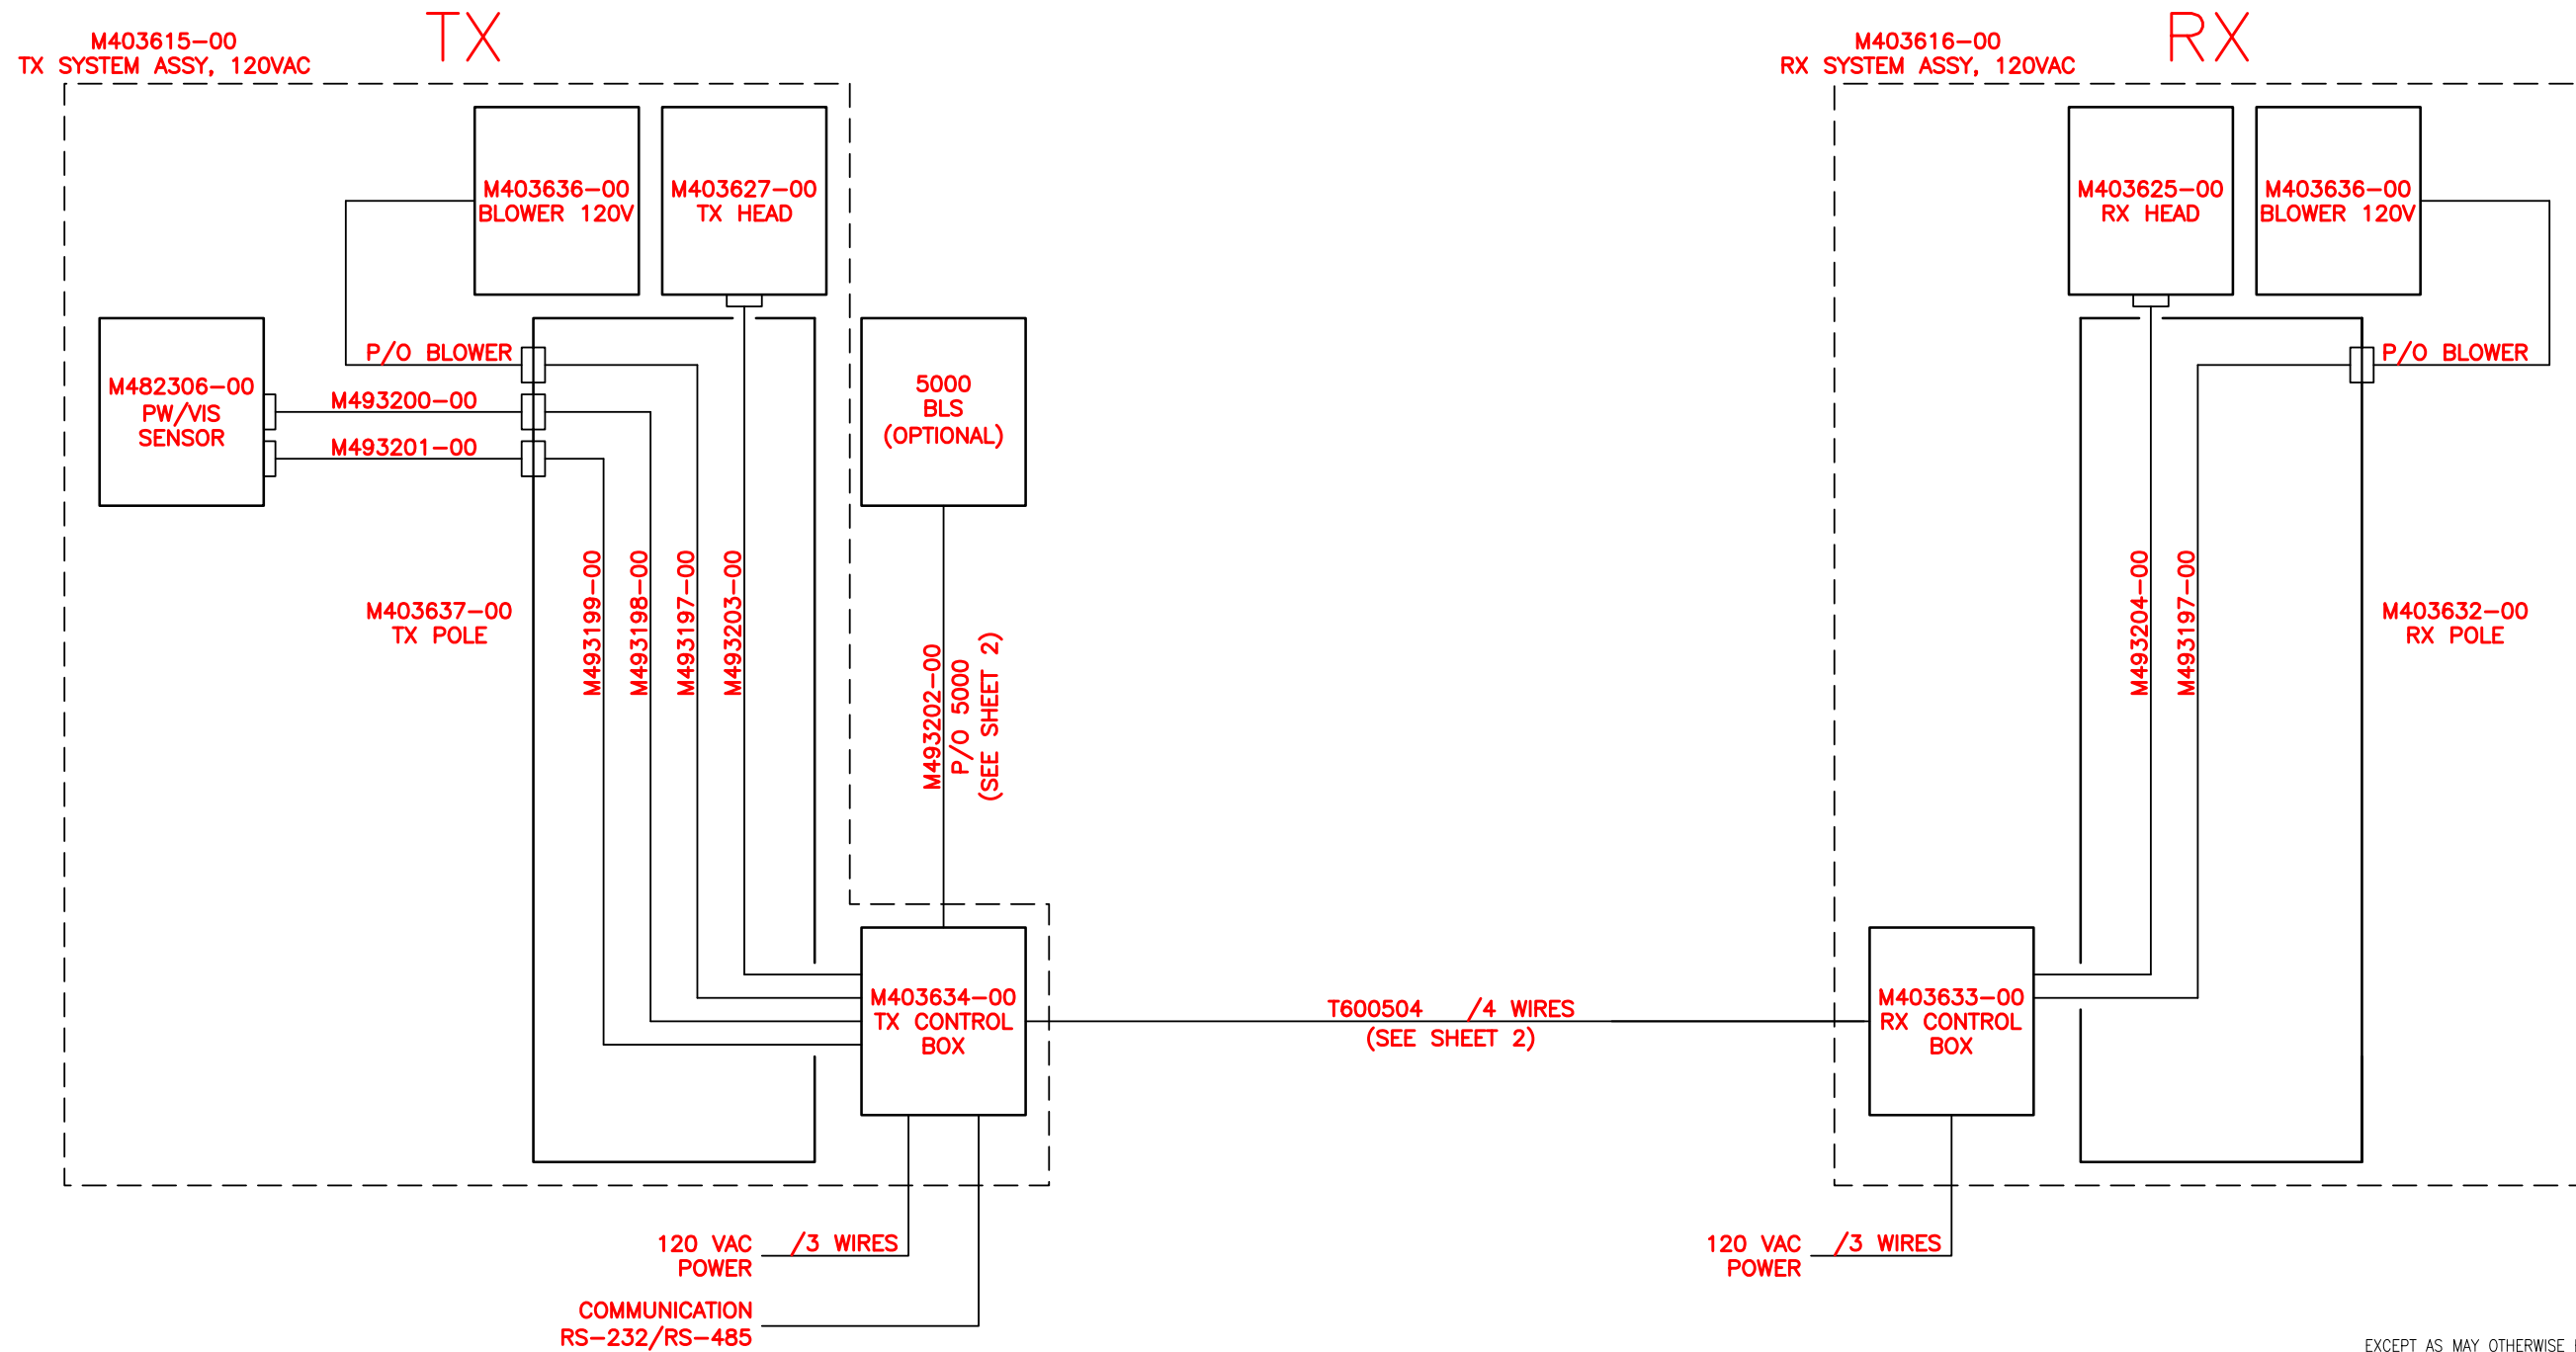 TX
M403615-00
TX SYSTEM ASSY, 120VAC
M403636-00
BLOWER 120V
M403627-00
TX HEAD
P/O BLOWER
M482306-00
PW/VIS
SENSOR
M493200-00
M493201-00
5000
BLS
(OPTIONAL)
M403637-00
TX POLE
M493199-00
M493198-00
M493197-00
M493203-00
M493202-00
P/O 5000
(SEE SHEET 2)
M403634-00
TX CONTROL
BOX
T600504 /4 WIRES
(SEE SHEET 2)
120 VAC
POWER
/3 WIRES
COMMUNICATION
RS-232/RS-485
RX
M403616-00
RX SYSTEM ASSY, 120VAC
M403625-00
RX HEAD
M403636-00
BLOWER 120V
P/O BLOWER
M493204-00
M493197-00
M403632-00
RX POLE
M403633-00
RX CONTROL
BOX
120 VAC
POWER
/3 WIRES
EXCEPT AS MAY OTHERWISE